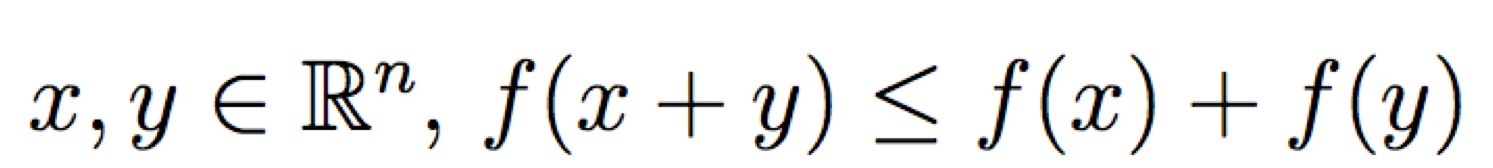 x, y ∈ ℝⁿ, f(x + y) ≤ f(x) + f(y)